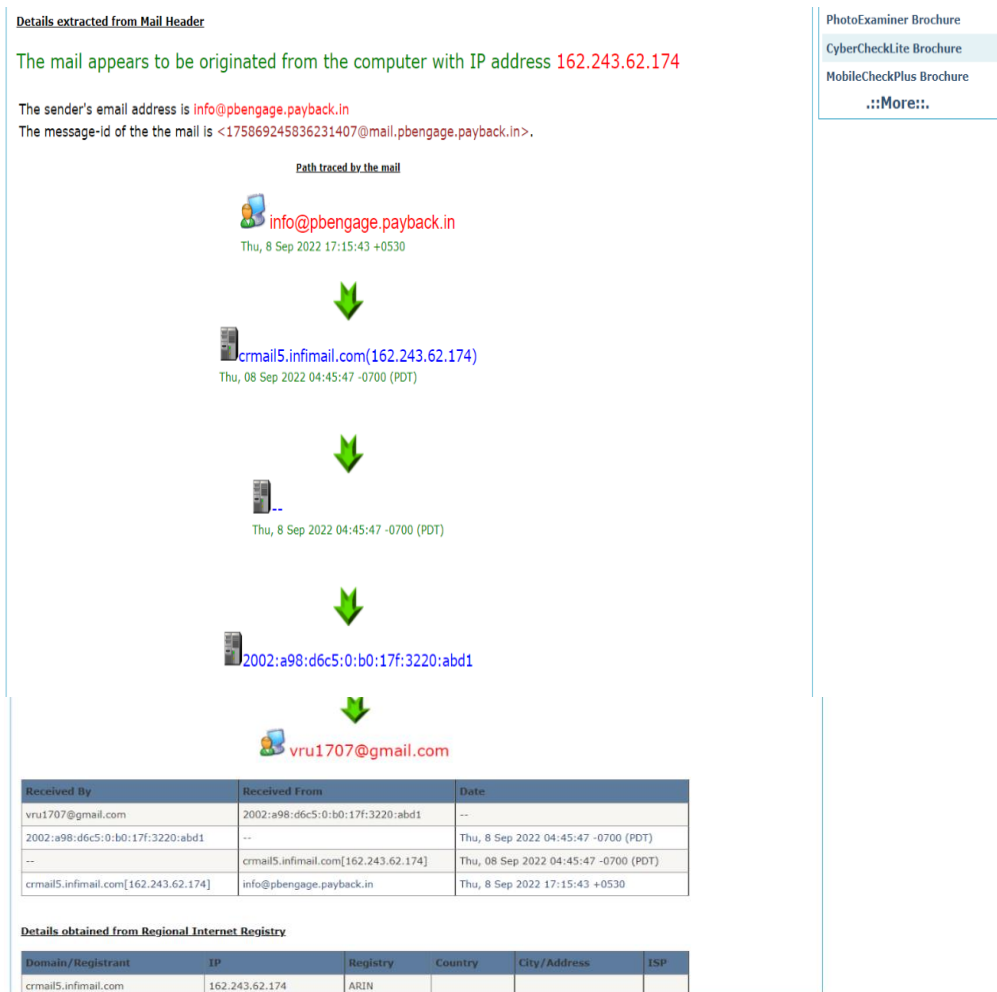 Details extracted from Mail Header
The mail appears to be originated from the computer with IP address 162.243.62.174
The sender's email address is info@pbengage.payback.in
The message-id of the the mail is <175869245836231407@mail.pbengage.payback.in>.
Path traced by the mail
info@pbengage.payback.in
Thu, 8 Sep 2022 17:15:43 +0530
crmail5.infimail.com(162.243.62.174)
Thu, 08 Sep 2022 04:45:47 -0700 (PDT)
--
Thu, 8 Sep 2022 04:45:47 -0700 (PDT)
2002:a98:d6c5:0:b0:17f:3220:abd1
vru1707@gmail.com
Received By Received From Date
vru1707@gmail.com 2002:a98:d6c5:0:b0:17f:3220:abd1 --
2002:a98:d6c5:0:b0:17f:3220:abd1 -- Thu, 8 Sep 2022 04:45:47 -0700 (PDT)
-- crmail5.infimail.com[162.243.62.174] Thu, 08 Sep 2022 04:45:47 -0700 (PDT)
crmail5.infimail.com[162.243.62.174] info@pbengage.payback.in Thu, 8 Sep 2022 17:15:43 +0530
Details obtained from Regional Internet Registry
Domain/Registrant IP Registry Country City/Address ISP
crmail5.infimail.com 162.243.62.174 ARIN
PhotoExaminer Brochure
CyberCheckLite Brochure
MobileCheckPlus Brochure
.::More::.